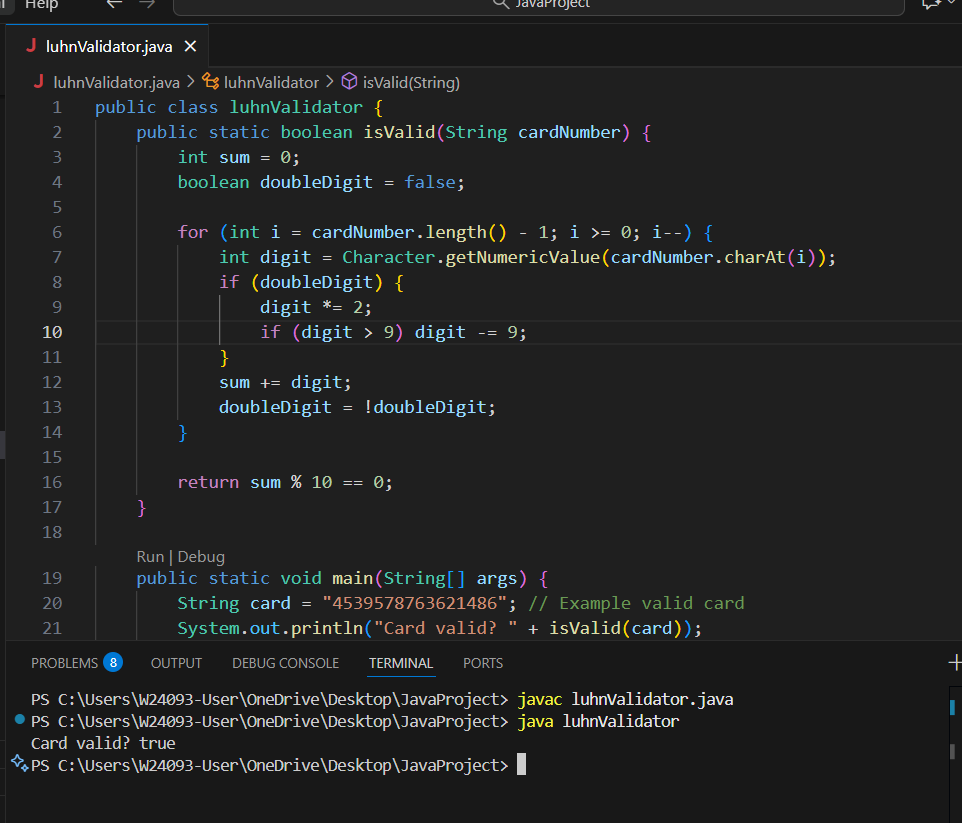 Help
JavaProject
J luhnValidator.java ×
J luhnValidator.java > luhnValidator > isValid(String)
1 public class luhnValidator {
2 public static boolean isValid(String cardNumber) {
3 int sum = 0;
4 boolean doubleDigit = false;
5
6 for (int i = cardNumber.length() - 1; i >= 0; i--) {
7 int digit = Character.getNumericValue(cardNumber.charAt(i));
8 if (doubleDigit) {
9 digit *= 2;
10 if (digit > 9) digit -= 9;
11 }
12 sum += digit;
13 doubleDigit = !doubleDigit;
14 }
15
16 return sum % 10 == 0;
17 }
18
Run | Debug
19 public static void main(String[] args) {
20 String card = "4539578763621486"; // Example valid card
21 System.out.println("Card valid? " + isValid(card));
PROBLEMS 8 OUTPUT DEBUG CONSOLE TERMINAL PORTS
PS C:\Users\W24093-User\OneDrive\Desktop\JavaProject> javac luhnValidator.java
PS C:\Users\W24093-User\OneDrive\Desktop\JavaProject> java luhnValidator
Card valid? true
PS C:\Users\W24093-User\OneDrive\Desktop\JavaProject>